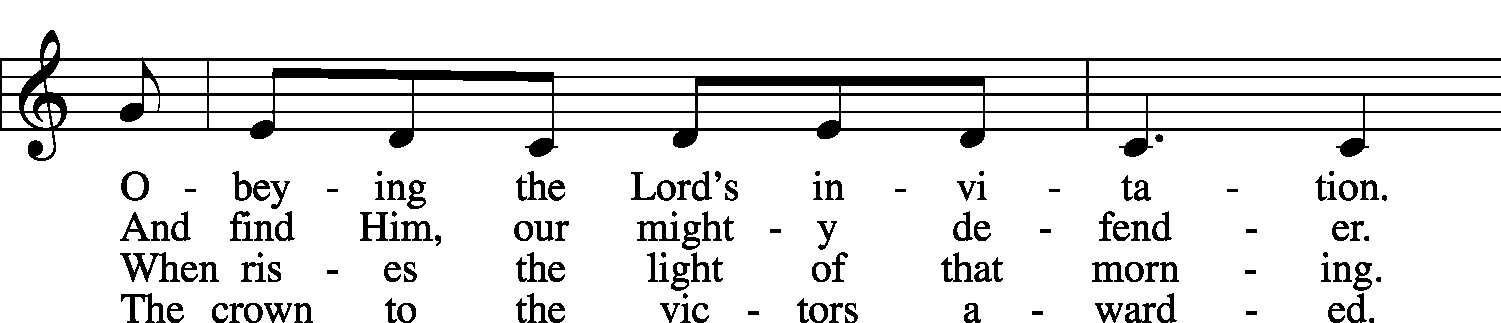 O - bey - ing the Lord's in - vi - ta - tion.
And find Him, our might - y de - fend - er.
When ris - es the light of that morn - ing.
The crown to the vic - tors a - ward - ed.